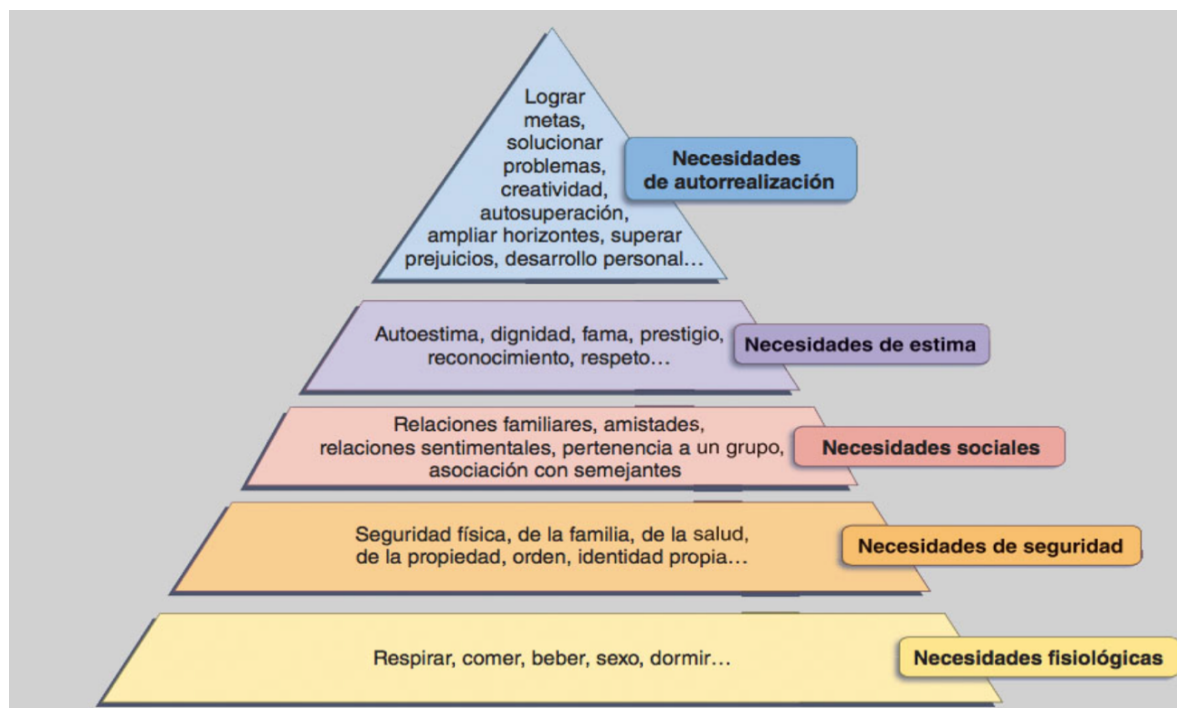 Lograr
metas,
solucionar
problemas,
creatividad,
autosuperación,
ampliar horizontes, superar
prejuicios, desarrollo personal…
Necesidades
de autorrealización
Autoestima, dignidad, fama, prestigio,
reconocimiento, respeto…
Necesidades de estima
Relaciones familiares, amistades,
relaciones sentimentales, pertenencia a un grupo,
asociación con semejantes
Necesidades sociales
Seguridad física, de la familia, de la salud,
de la propiedad, orden, identidad propia…
Necesidades de seguridad
Respirar, comer, beber, sexo, dormir…
Necesidades fisiológicas